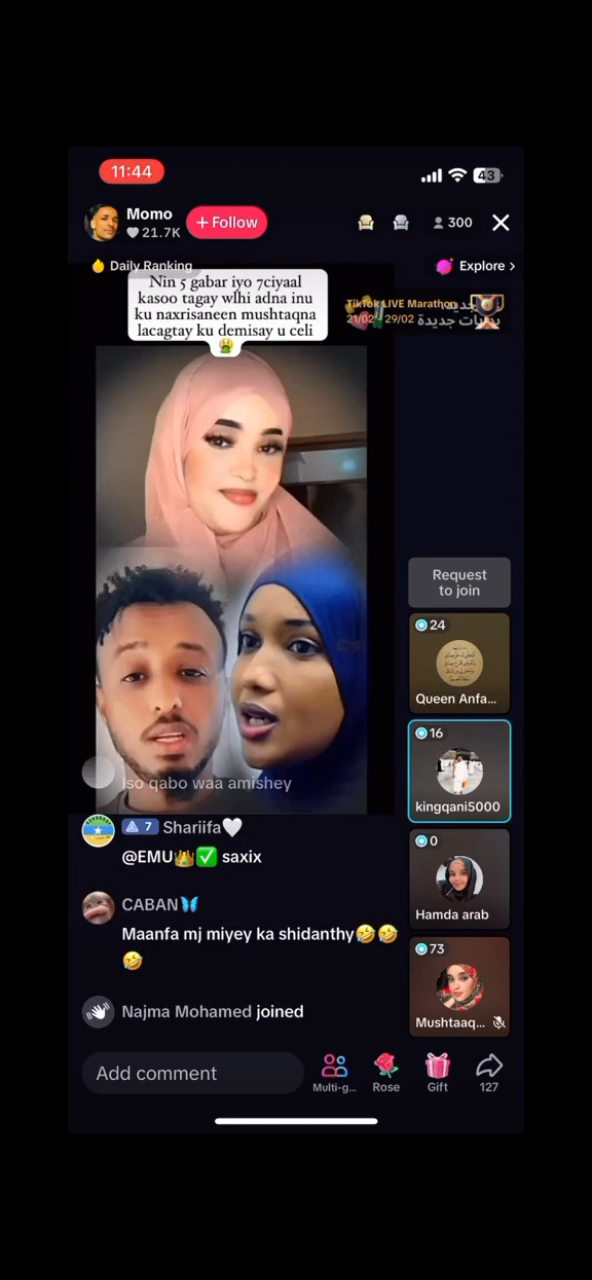 11:44
43
Momo
21.7K
+ Follow
300
Daily Ranking
Explore >
Nin 5 gabar iyo 7ciyaal
kasoo tagay wlhi adna inu
ku naxrisaneen mushtaqna
lacagtay ku demisay u celi
🤮
TikTok LIVE Marathon
21/02 - 29/02
جديدة
Request
to join
24
Queen Anfa...
16
kingqani5000
0
Hamda arab
73
Mushtaaq...
Iso qabo waa amishey
7 Shariifa🤍
@EMU👑✅ saxix
CABAN🦋
Maanfa mj miyey ka shidanthy🤣🤣
🤣
Najma Mohamed joined
Add comment
Multi-g...
Rose
Gift
127